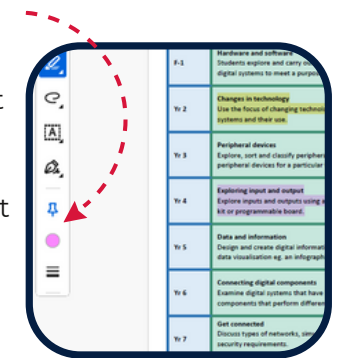 t
t
A
F-1
Hardware and software
Students explore and carry ou
digital systems to meet a purpo
Yr 2
Changes in technology
Use the focus of changing technol
systems and their use.
Yr 3
Peripheral devices
Explore, sort and classify peripher
peripheral devices for a particular
Yr 4
Exploring input and output
Explore inputs and outputs using a
kit or programmable board.
Yr 5
Data and information
Design and create digital informat
data visualisation eg. an infograph
Yr 6
Connecting digital components
Examine digital systems that have
components that perform differen
Yr 7
Get connected
Discuss types of networks, sim
security requirements.